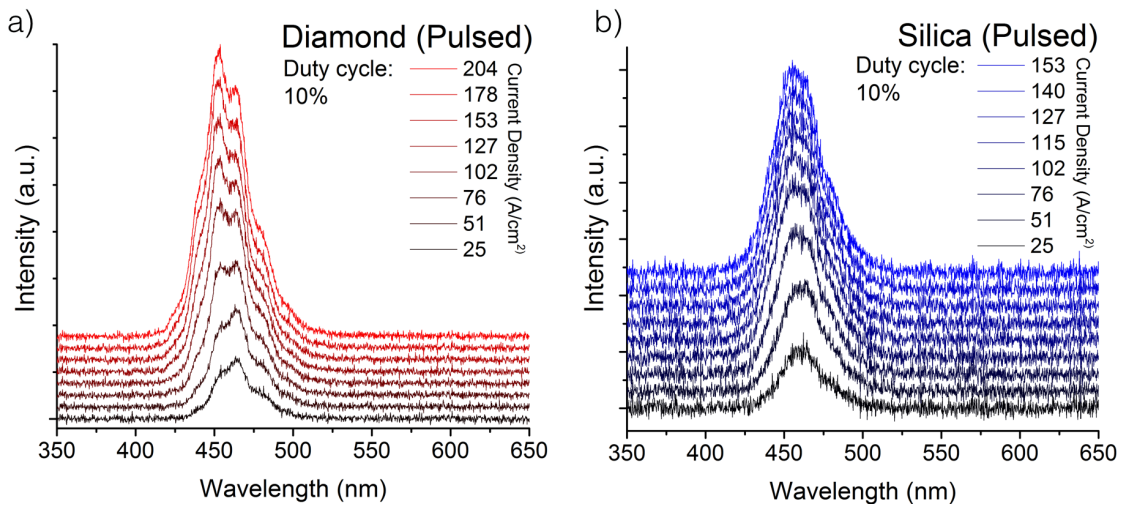 a)
Diamond (Pulsed)
Duty cycle:
10%
204
178
153
127
102
76
51
25
Current Density (A/cm²)
Intensity (a.u.)
350 400 450 500 550 600 650
Wavelength (nm)
b)
Silica (Pulsed)
Duty cycle:
10%
153
140
127
115
102
76
51
25
Current Density (A/cm²)
Intensity (a.u.)
350 400 450 500 550 600 650
Wavelength (nm)